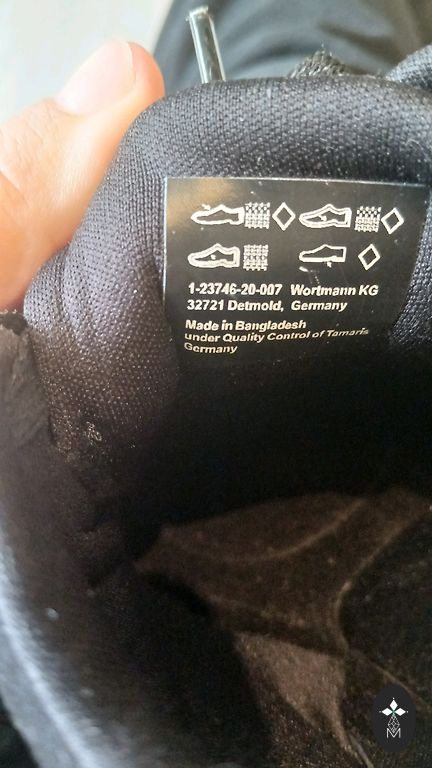 1-23746-20-007 Wortmann KG
32721 Detmold, Germany
Made in Bangladesh
under Quality Control of Tamaris
Germany
M